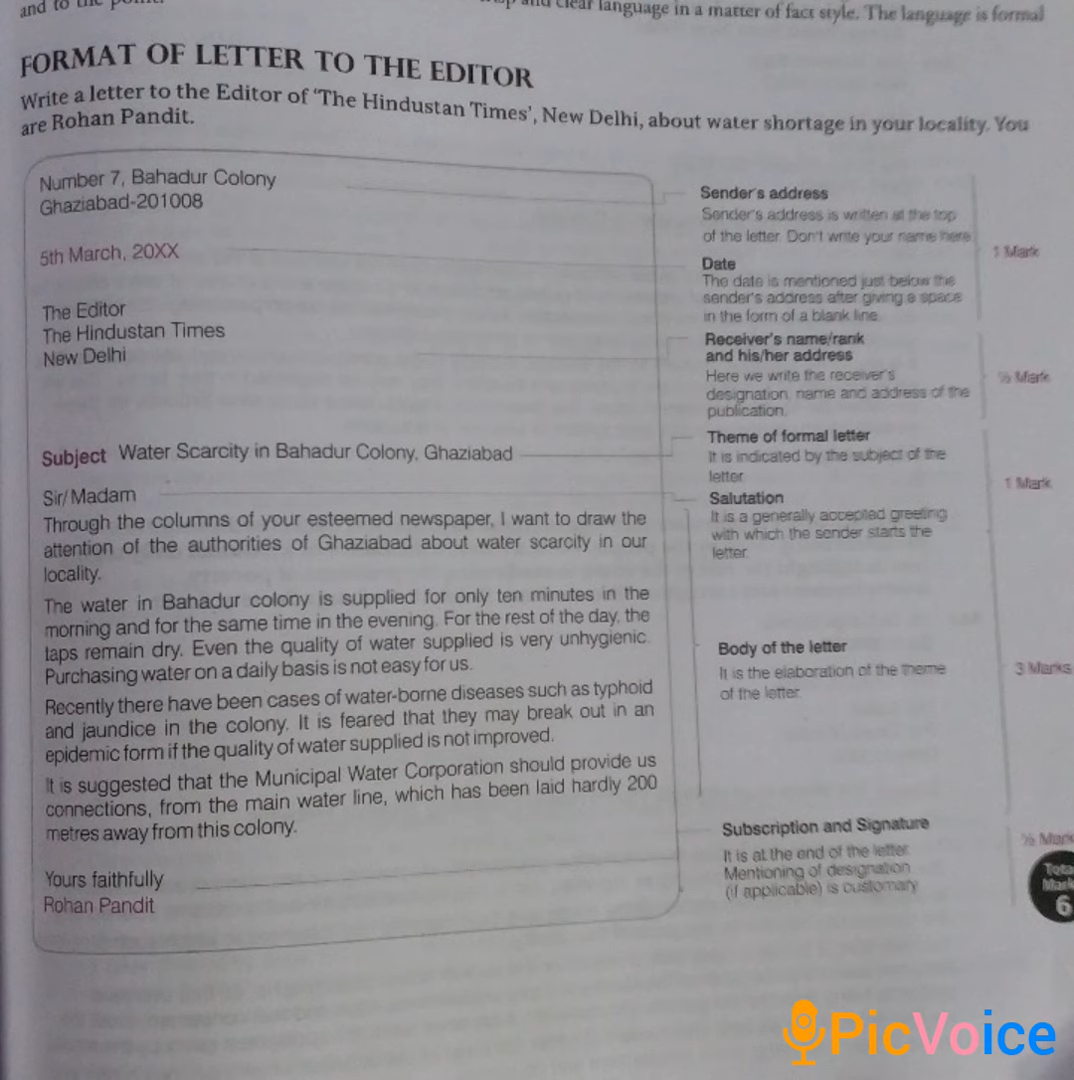 and to the point.
and clear language in a matter of fact style. The language is formal
FORMAT OF LETTER TO THE EDITOR
Write a letter to the Editor of 'The Hindustan Times', New Delhi, about water shortage in your locality. You
are Rohan Pandit.
Number 7, Bahadur Colony
Ghaziabad-201008
5th March, 20XX
The Editor
The Hindustan Times
New Delhi
Subject Water Scarcity in Bahadur Colony, Ghaziabad
Sir/Madam
Through the columns of your esteemed newspaper, I want to draw the
attention of the authorities of Ghaziabad about water scarcity in our
locality.
The water in Bahadur colony is supplied for only ten minutes in the
morning and for the same time in the evening. For the rest of the day, the
taps remain dry. Even the quality of water supplied is very unhygienic.
Purchasing water on a daily basis is not easy for us.
Recently there have been cases of water-borne diseases such as typhoid
and jaundice in the colony. It is feared that they may break out in an
epidemic form if the quality of water supplied is not improved.
It is suggested that the Municipal Water Corporation should provide us
connections, from the main water line, which has been laid hardly 200
metres away from this colony.
Yours faithfully
Rohan Pandit
Sender's address
Sender's address is written at the top
of the letter. Don't write your name here
1 Mark
Date
The date is mentioned just below the
sender's address after giving a space
in the form of a blank line.
Receiver's name/rank
and his/her address
Here we write the receiver's
designation, name and address of the
publication.
½ Mark
Theme of formal letter
It is indicated by the subject of the
letter
1 Mark
Salutation
It is a generally accepted greeting
with which the sender starts the
letter.
Body of the letter
It is the elaboration of the theme
of the letter.
3 Marks
Subscription and Signature
It is at the end of the letter
Mentioning of designation
(if applicable) is customary
½ Mark
Total
Marks
6
PicVoice